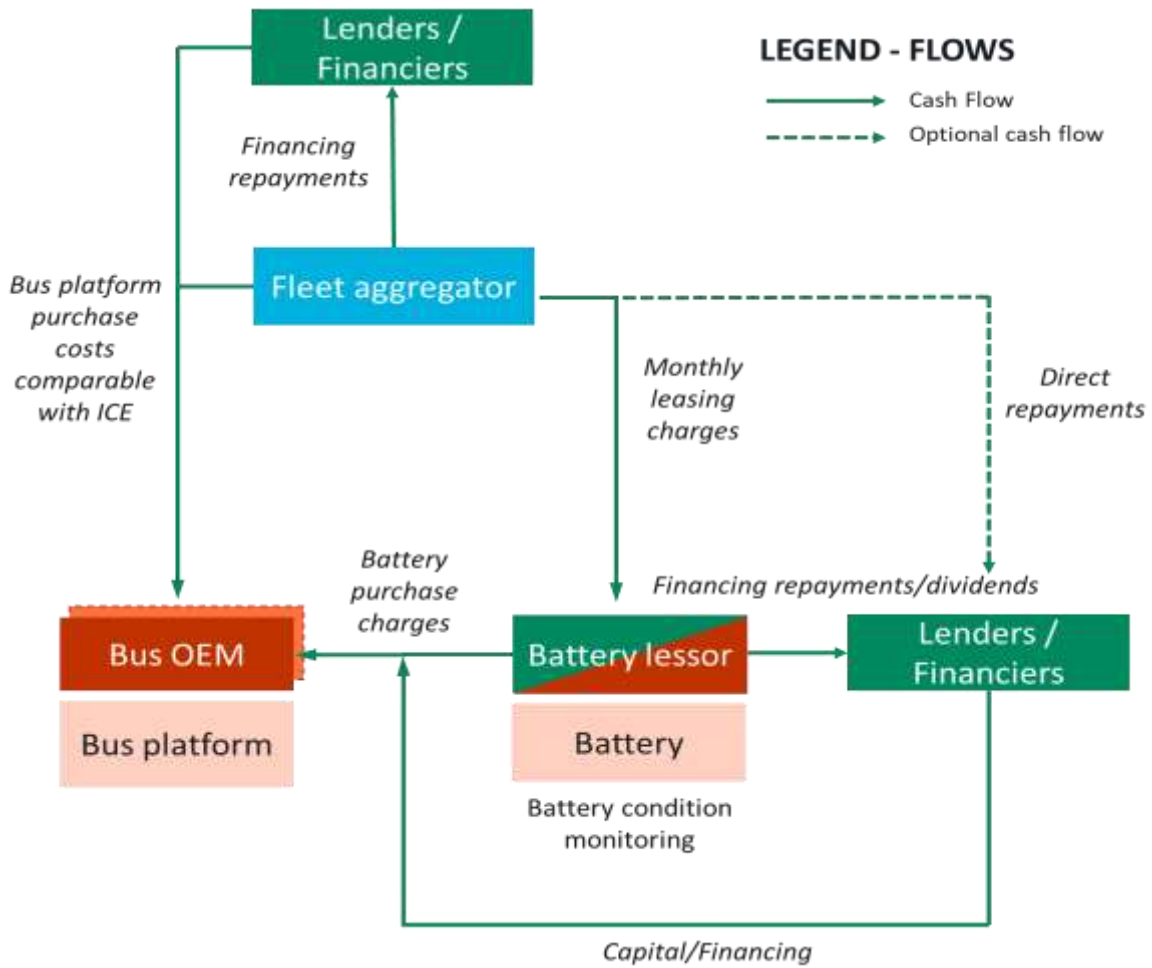 Lenders /
Financiers
LEGEND - FLOWS
Cash Flow
Optional cash flow
Financing
repayments
Fleet aggregator
Bus platform
purchase
costs
comparable
with ICE
Monthly
leasing
charges
Direct
repayments
Battery
purchase
charges
Financing repayments/dividends
Bus OEM
Battery lessor
Lenders /
Financiers
Bus platform
Battery
Battery condition
monitoring
Capital/Financing